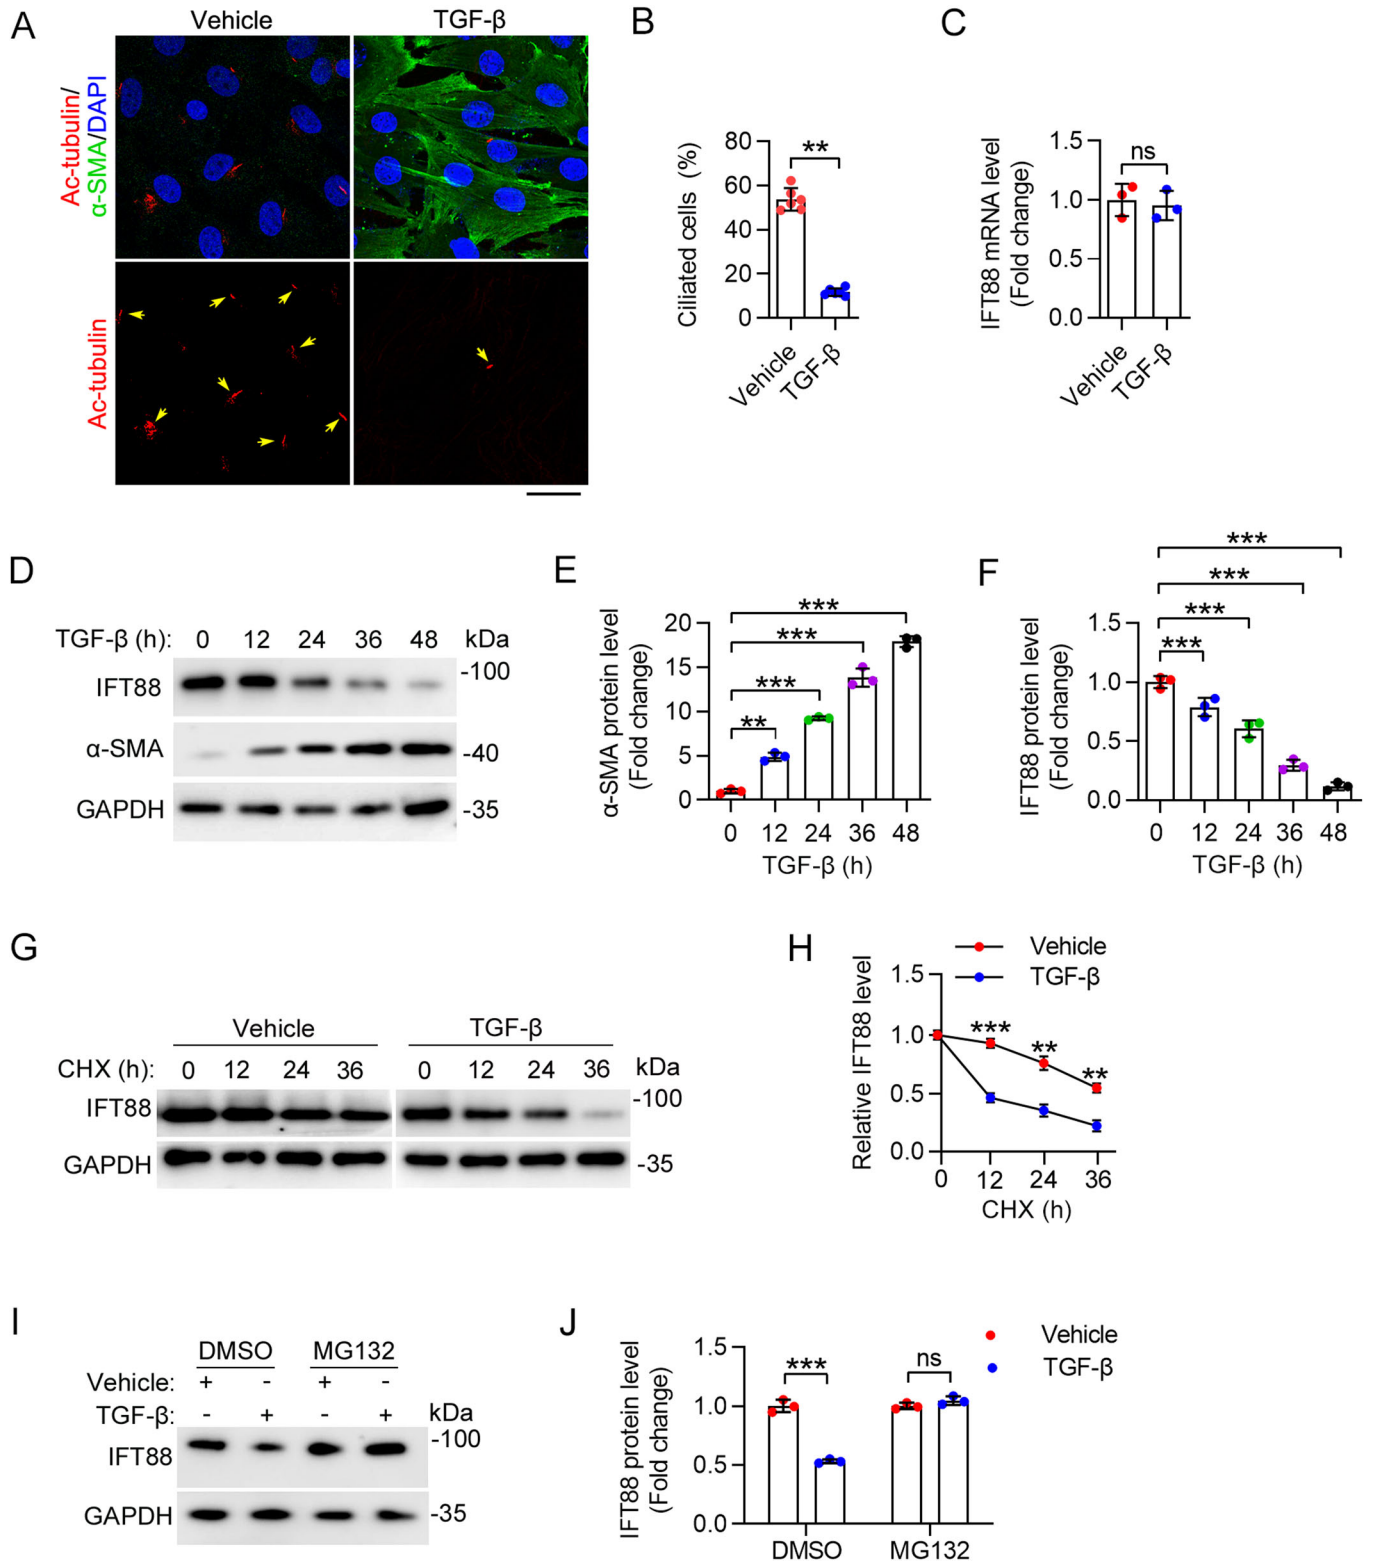 A
Vehicle
TGF-β
Ac-tubulin/
α-SMA/DAPI
Ac-tubulin
B
Ciliated cells (%)
80
60
40
20
0
**
Vehicle
TGF-β
C
IFT88 mRNA level
(Fold change)
1.5
1.0
0.5
0.0
ns
Vehicle
TGF-β
D
TGF-β (h): 0 12 24 36 48 kDa
IFT88 -100
α-SMA -40
GAPDH -35
E
α-SMA protein level
(Fold change)
20
15
10
5
0
***
***
***
**
0 12 24 36 48
TGF-β (h)
F
IFT88 protein level
(Fold change)
1.5
1.0
0.5
0.0
***
***
***
***
0 12 24 36 48
TGF-β (h)
G
Vehicle TGF-β
CHX (h): 0 12 24 36 0 12 24 36 kDa
IFT88 -100
GAPDH -35
H
Vehicle
TGF-β
Relative IFT88 level
1.5
1.0
0.5
0.0
***
**
**
0 12 24 36
CHX (h)
I
DMSO MG132
Vehicle: + - + -
TGF-β: - + - + kDa
IFT88 -100
GAPDH -35
J
Vehicle
TGF-β
IFT88 protein level
(Fold change)
1.5
1.0
0.5
0.0
***
ns
DMSO MG132